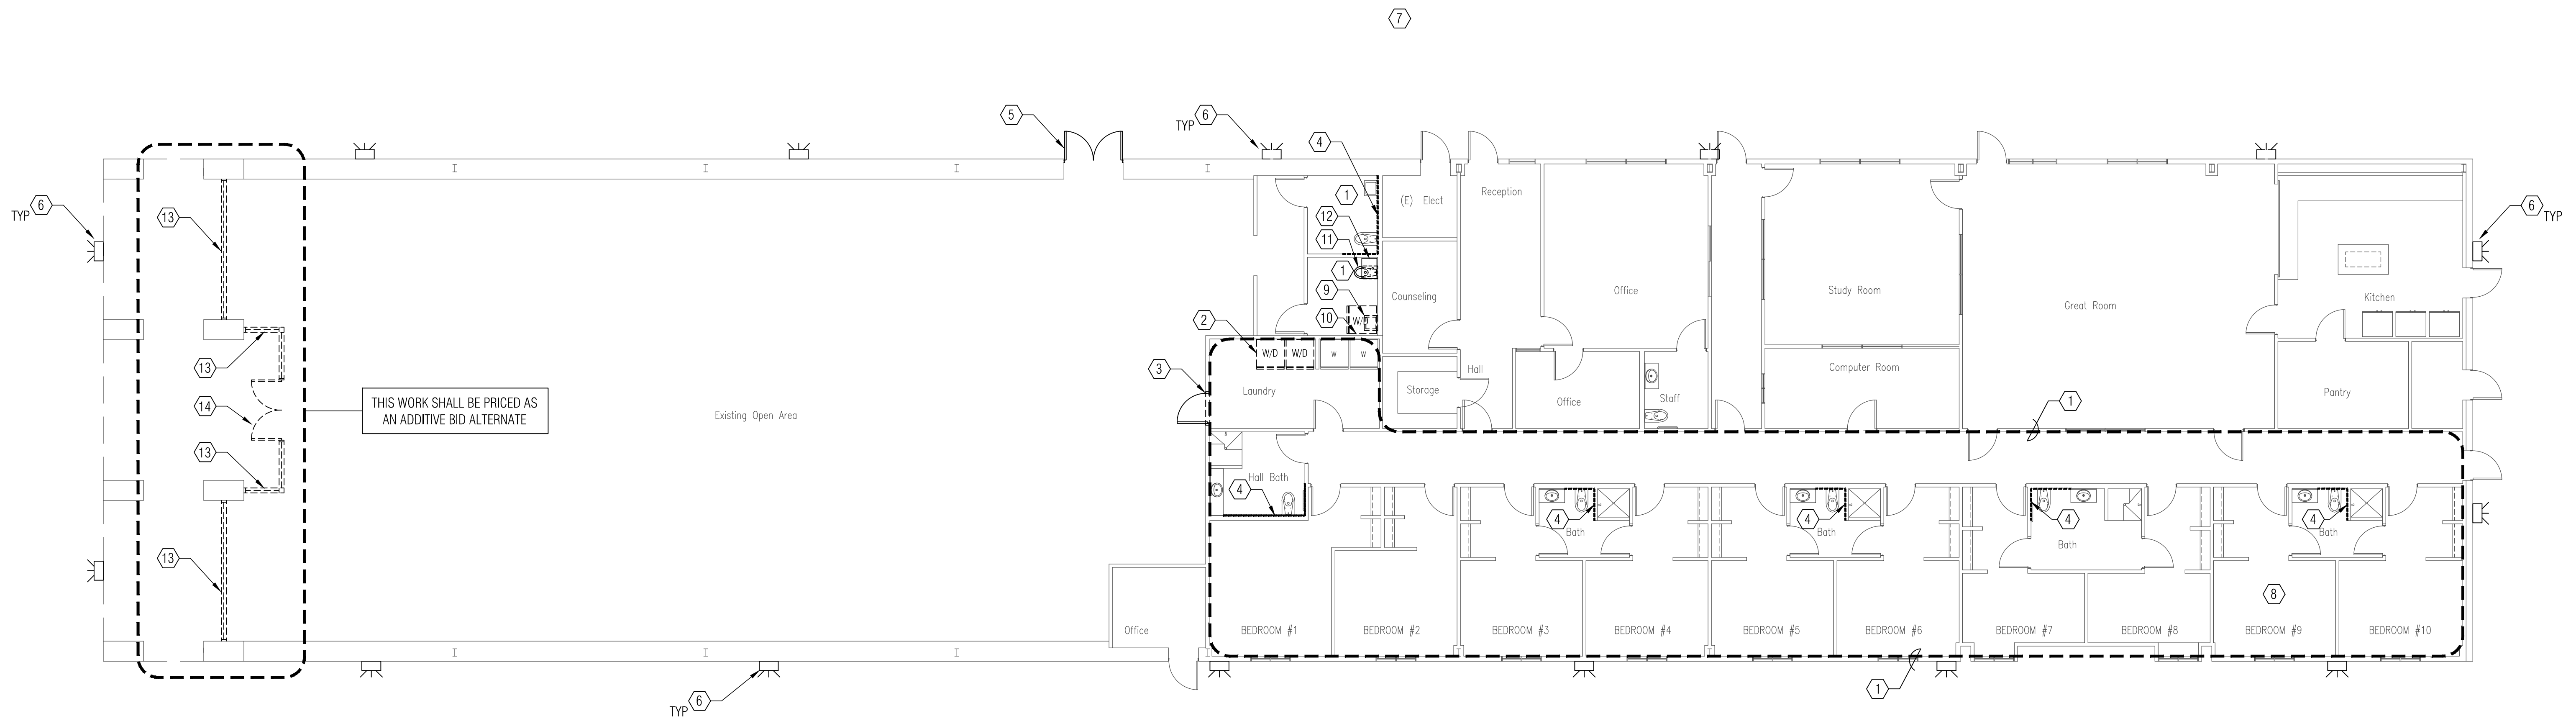 7
5
TYP 6
4
TYP 6
13
1
12
11
1
9
10
W/D
(E) Elect
Reception
Counseling
Office
Study Room
Great Room
Kitchen
6 TYP
2
W/D
W/D
W
W
13
3
Laundry
Storage
Hall
Office
Staff
Computer Room
Pantry
1
14
THIS WORK SHALL BE PRICED AS
AN ADDITIVE BID ALTERNATE
Existing Open Area
13
Hall Bath
4
4
Bath
4
Bath
4
Bath
4
Bath
13
8
Office
BEDROOM #1
BEDROOM #2
BEDROOM #3
BEDROOM #4
BEDROOM #5
BEDROOM #6
BEDROOM #7
BEDROOM #8
BEDROOM #9
BEDROOM #10
TYP 6
1